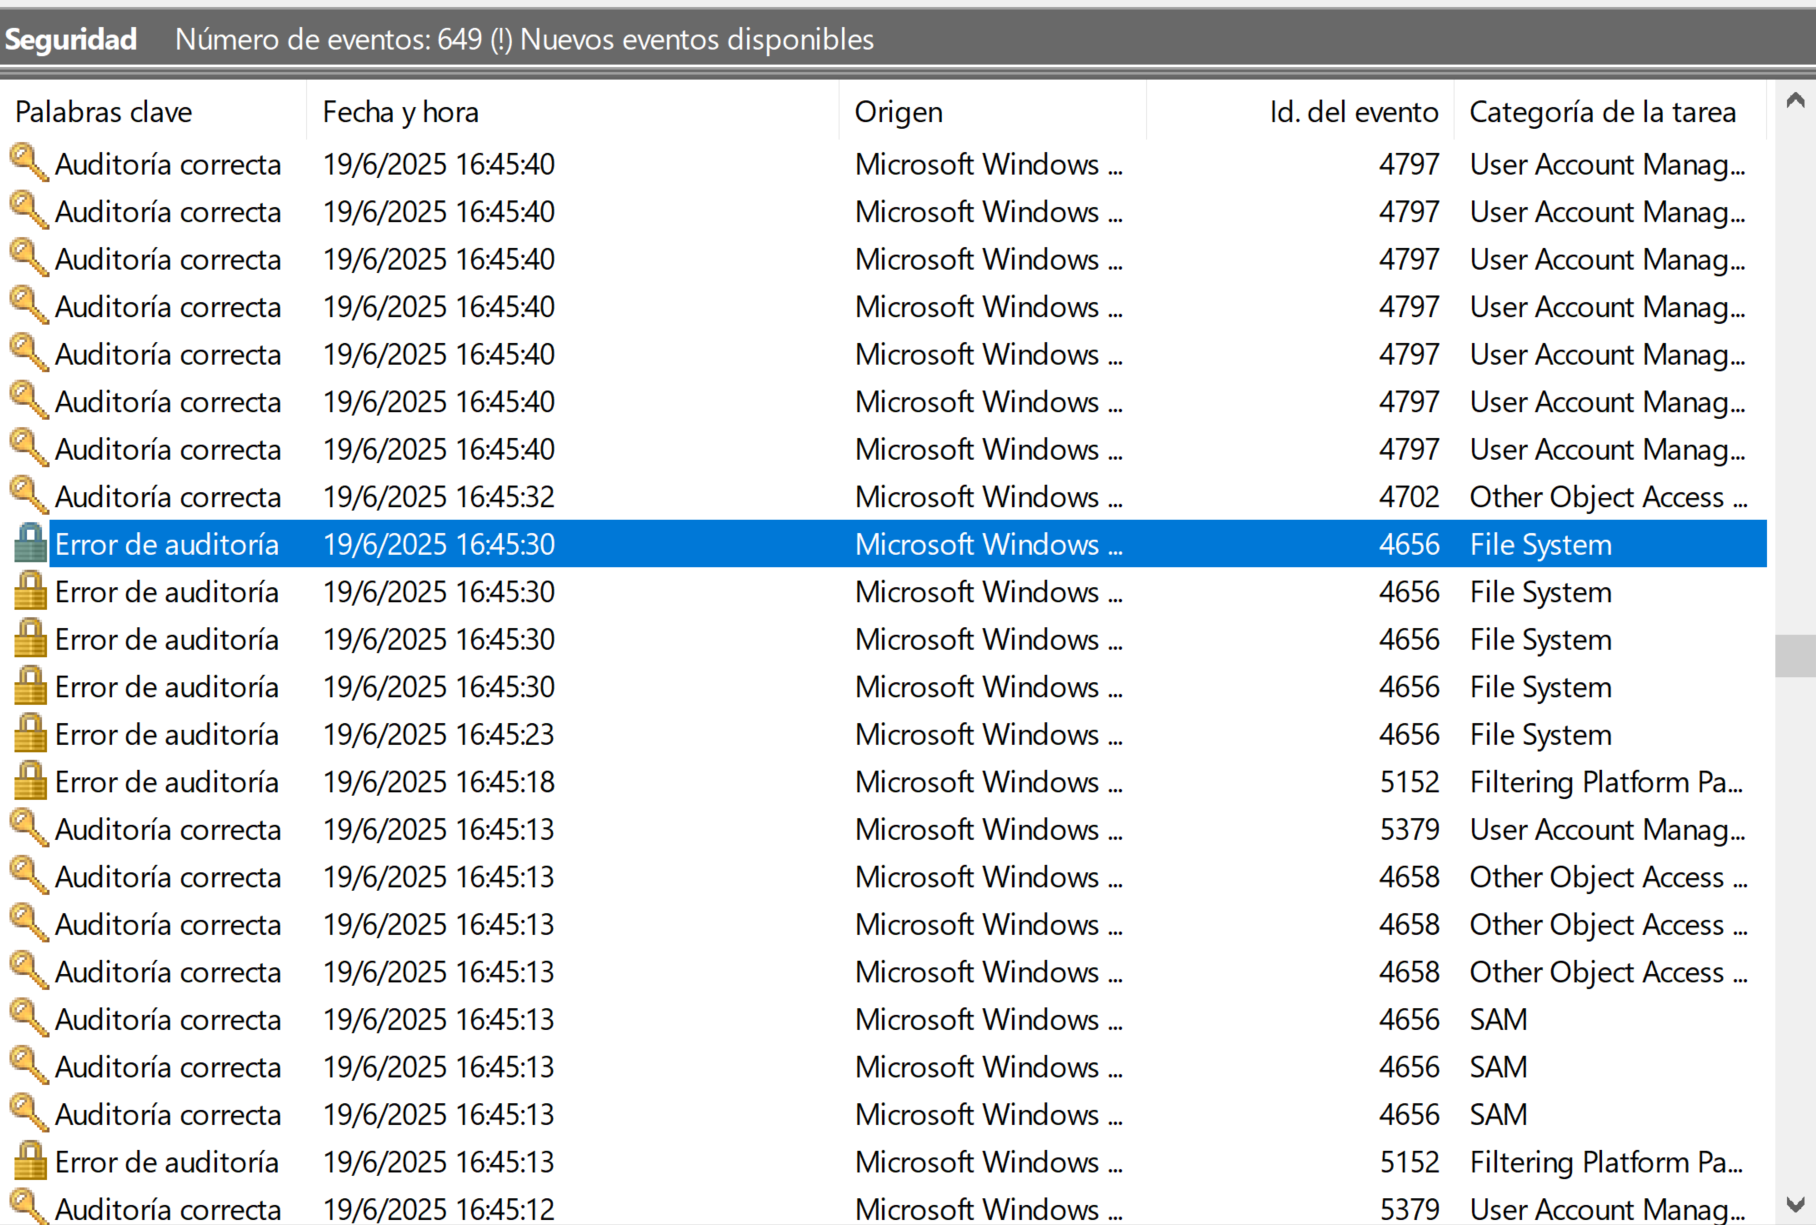 Seguridad Número de eventos: 649 (!) Nuevos eventos disponibles
Palabras clave Fecha y hora Origen Id. del evento Categoría de la tarea
Auditoría correcta 19/6/2025 16:45:40 Microsoft Windows ... 4797 User Account Manag...
Auditoría correcta 19/6/2025 16:45:40 Microsoft Windows ... 4797 User Account Manag...
Auditoría correcta 19/6/2025 16:45:40 Microsoft Windows ... 4797 User Account Manag...
Auditoría correcta 19/6/2025 16:45:40 Microsoft Windows ... 4797 User Account Manag...
Auditoría correcta 19/6/2025 16:45:40 Microsoft Windows ... 4797 User Account Manag...
Auditoría correcta 19/6/2025 16:45:40 Microsoft Windows ... 4797 User Account Manag...
Auditoría correcta 19/6/2025 16:45:40 Microsoft Windows ... 4797 User Account Manag...
Auditoría correcta 19/6/2025 16:45:32 Microsoft Windows ... 4702 Other Object Access ...
Error de auditoría 19/6/2025 16:45:30 Microsoft Windows ... 4656 File System
Error de auditoría 19/6/2025 16:45:30 Microsoft Windows ... 4656 File System
Error de auditoría 19/6/2025 16:45:30 Microsoft Windows ... 4656 File System
Error de auditoría 19/6/2025 16:45:30 Microsoft Windows ... 4656 File System
Error de auditoría 19/6/2025 16:45:23 Microsoft Windows ... 4656 File System
Error de auditoría 19/6/2025 16:45:18 Microsoft Windows ... 5152 Filtering Platform Pa...
Auditoría correcta 19/6/2025 16:45:13 Microsoft Windows ... 5379 User Account Manag...
Auditoría correcta 19/6/2025 16:45:13 Microsoft Windows ... 4658 Other Object Access ...
Auditoría correcta 19/6/2025 16:45:13 Microsoft Windows ... 4658 Other Object Access ...
Auditoría correcta 19/6/2025 16:45:13 Microsoft Windows ... 4658 Other Object Access ...
Auditoría correcta 19/6/2025 16:45:13 Microsoft Windows ... 4656 SAM
Auditoría correcta 19/6/2025 16:45:13 Microsoft Windows ... 4656 SAM
Auditoría correcta 19/6/2025 16:45:13 Microsoft Windows ... 4656 SAM
Error de auditoría 19/6/2025 16:45:13 Microsoft Windows ... 5152 Filtering Platform Pa...
Auditoría correcta 19/6/2025 16:45:12 Microsoft Windows ... 5379 User Account Manag...